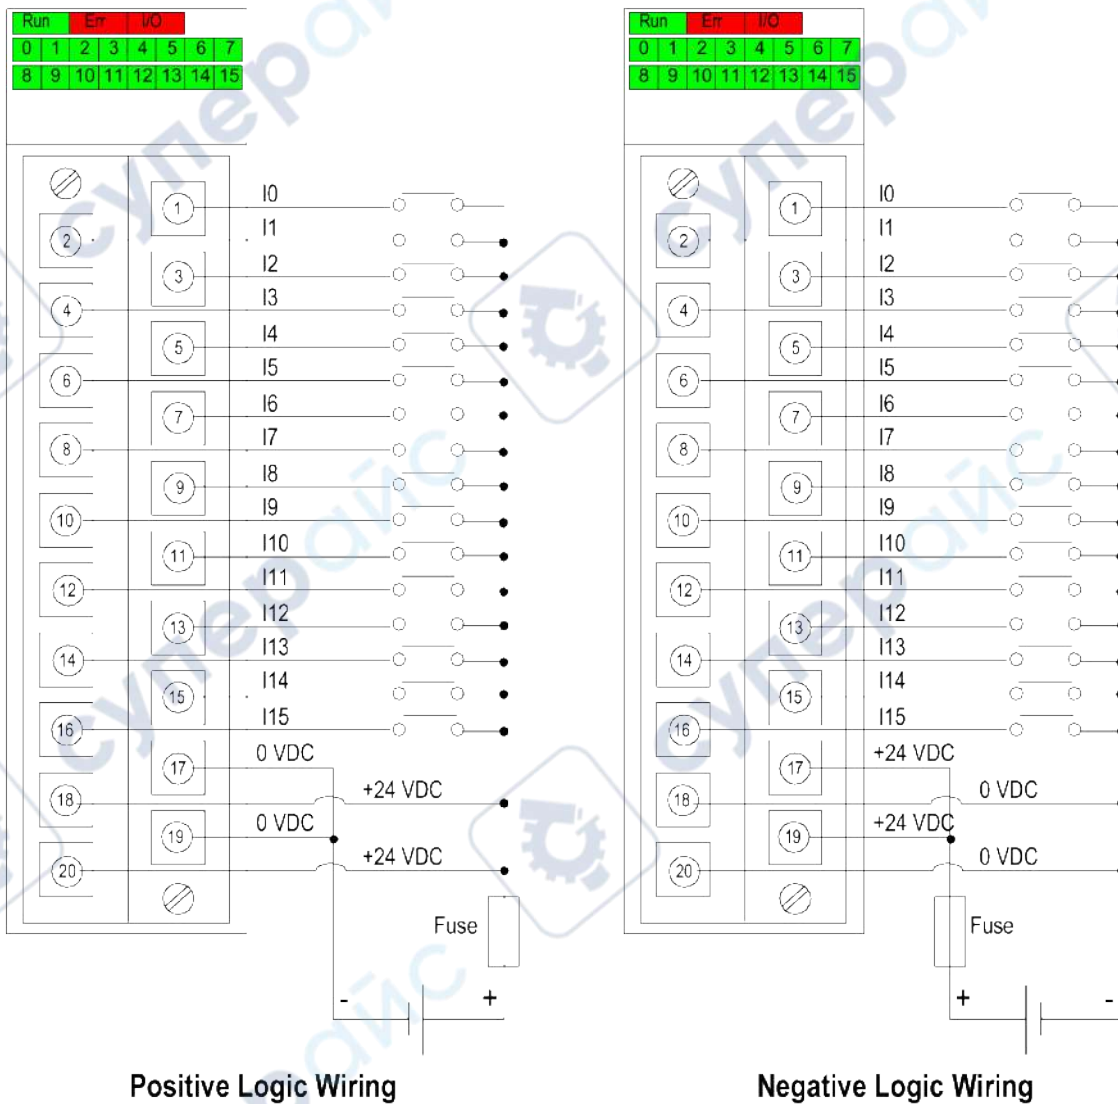 Run Err I/O
0 1 2 3 4 5 6 7
8 9 10 11 12 13 14 15
1 I0
2 I1
3 I2
4 I3
5 I4
6 I5
7 I6
8 I7
9 I8
10 I9
11 I10
12 I11
13 I12
14 I13
15 I14
16 I15
17 0 VDC
18 +24 VDC
19 0 VDC
20 +24 VDC
Fuse
- +
Positive Logic Wiring
Run Err I/O
0 1 2 3 4 5 6 7
8 9 10 11 12 13 14 15
1 I0
2 I1
3 I2
4 I3
5 I4
6 I5
7 I6
8 I7
9 I8
10 I9
11 I10
12 I11
13 I12
14 I13
15 I14
16 I15
17 +24 VDC
18 0 VDC
19 +24 VDC
20 0 VDC
Fuse
+ -
Negative Logic Wiring
суперайс
суперайс
суперайс
суперайс